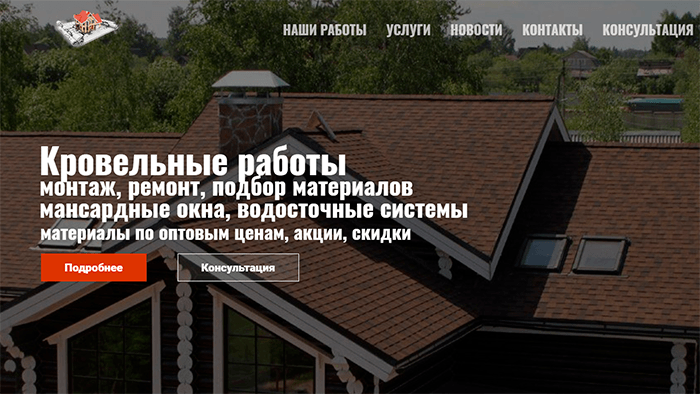 НАШИ РАБОТЫ УСЛУГИ НОВОСТИ КОНТАКТЫ КОНСУЛЬТАЦИЯ
Кровельные работы
монтаж, ремонт, подбор материалов
мансардные окна, водосточные системы
материалы по оптовым ценам, акции, скидки
Подробнее Консультация